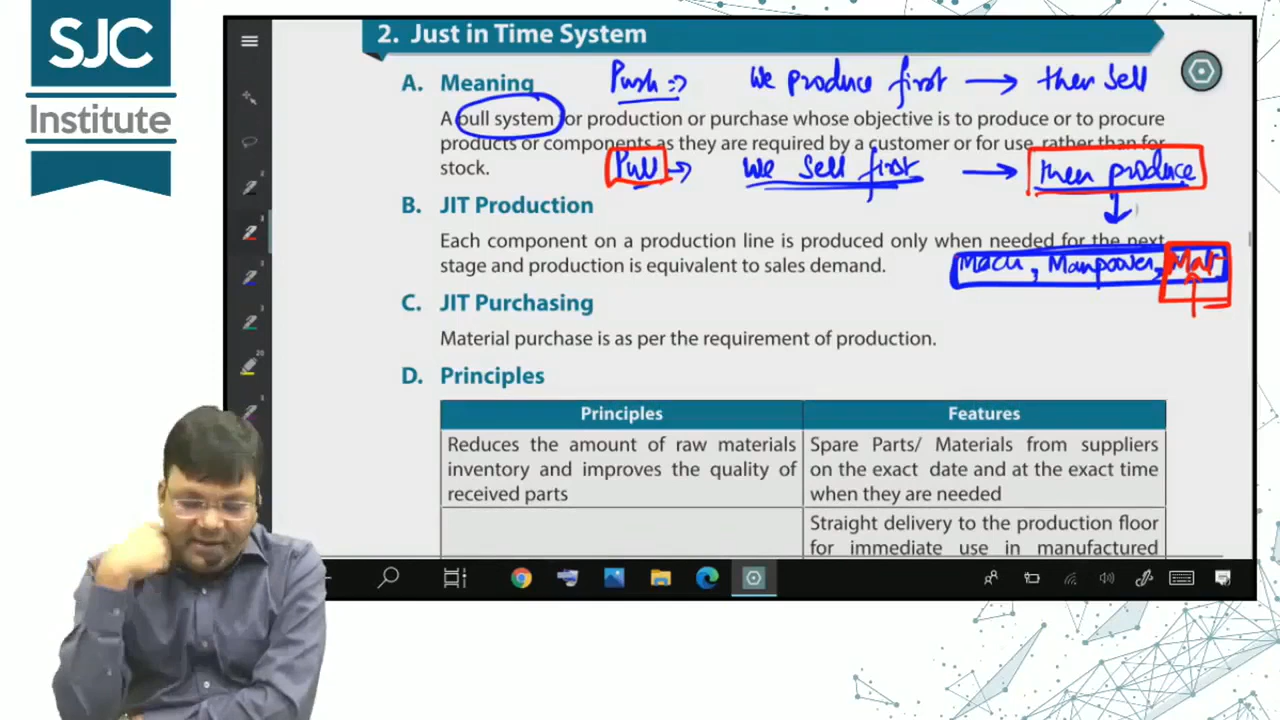 SJC
Institute
2. Just in Time System
A. Meaning
Push :⇒ We produce first → then sell
A pull system for production or purchase whose objective is to produce or to procure
products or components as they are required by a customer or for use, rather than for
stock.
Pull :⇒ We sell first → then produce
B. JIT Production
Each component on a production line is produced only when needed for the next
stage and production is equivalent to sales demand.
Mach, Manpower, Mat
C. JIT Purchasing
Material purchase is as per the requirement of production.
D. Principles
Principles Features
Reduces the amount of raw materials
inventory and improves the quality of
received parts
Spare Parts/ Materials from suppliers
on the exact date and at the exact time
when they are needed
Straight delivery to the production floor
for immediate use in manufactured